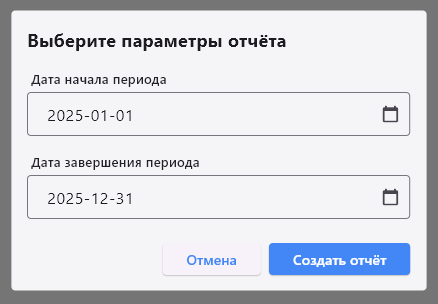 Выберите параметры отчёта
Дата начала периода
2025-01-01
Дата завершения периода
2025-12-31
Отмена
Создать отчёт